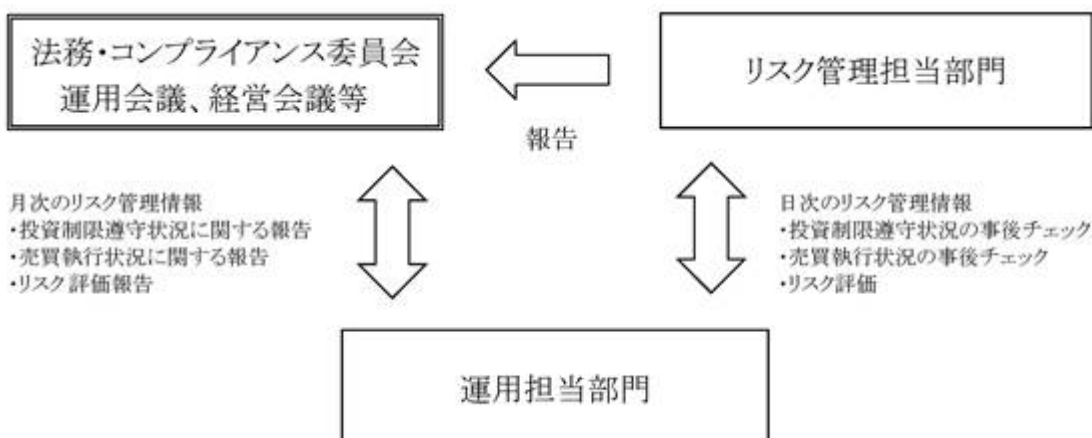 法務・コンプライアンス委員会
運用会議、経営会議等
リスク管理担当部門
報告
月次のリスク管理情報
・投資制限遵守状況に関する報告
・売買執行状況に関する報告
・リスク評価報告
日次のリスク管理情報
・投資制限遵守状況の事後チェック
・売買執行状況の事後チェック
・リスク評価
運用担当部門